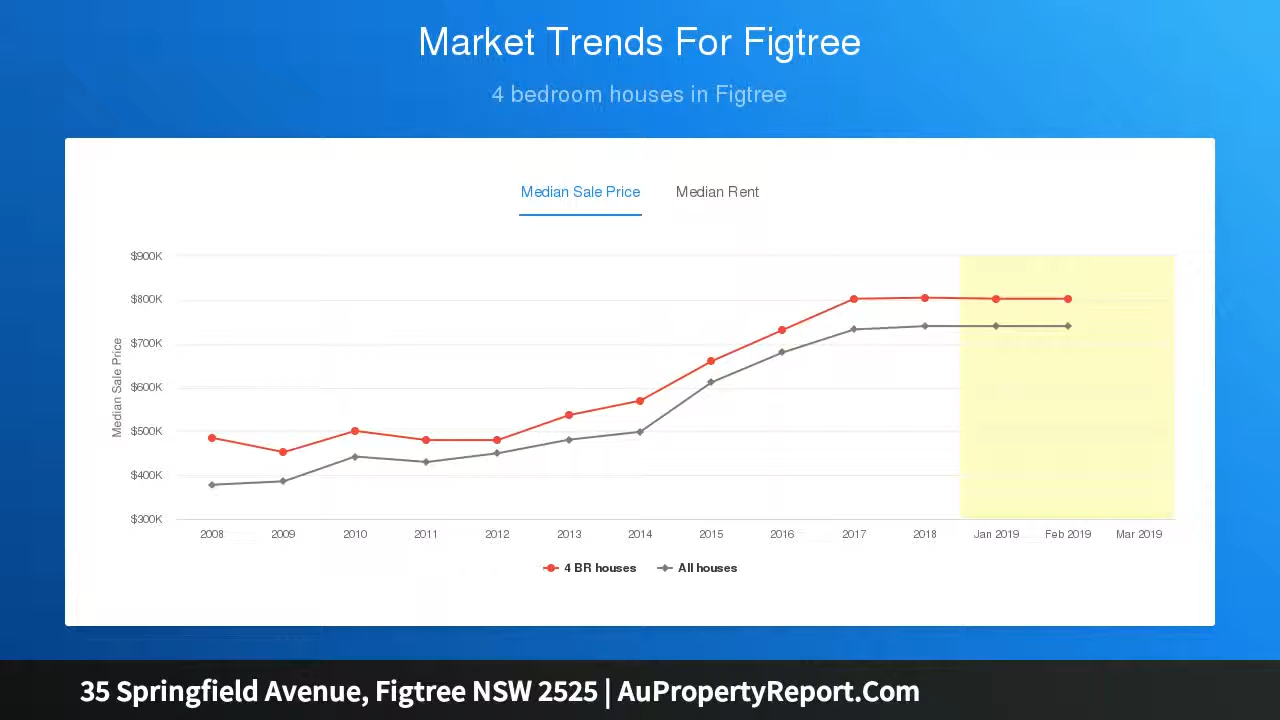 Market Trends For Figtree
4 bedroom houses in Figtree
Median Sale Price Median Rent
Median Sale Price
$900K
$800K
$700K
$600K
$500K
$400K
$300K
2008 2009 2010 2011 2012 2013 2014 2015 2016 2017 2018 Jan 2019 Feb 2019 Mar 2019
4 BR houses All houses
35 Springfield Avenue, Figtree NSW 2525 | AuPropertyReport.Com